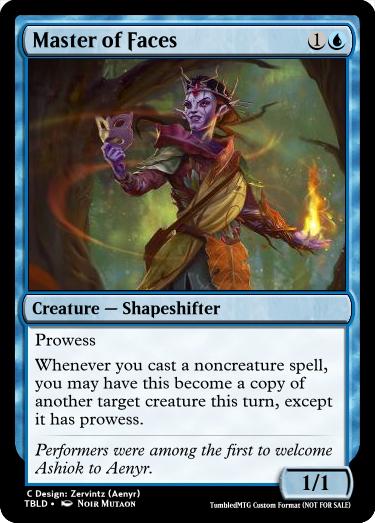 Master of Faces 1
Creature — Shapeshifter
Prowess
Whenever you cast a noncreature spell,
you may have this become a copy of
another target creature this turn, except
it has prowess.
Performers were among the first to welcome
Ashiok to Aenyr.
1/1
C Design: Zervintz (Aenyr)
TBLD • Noir Mutaon
TumbledMTG Custom Format (NOT FOR SALE)